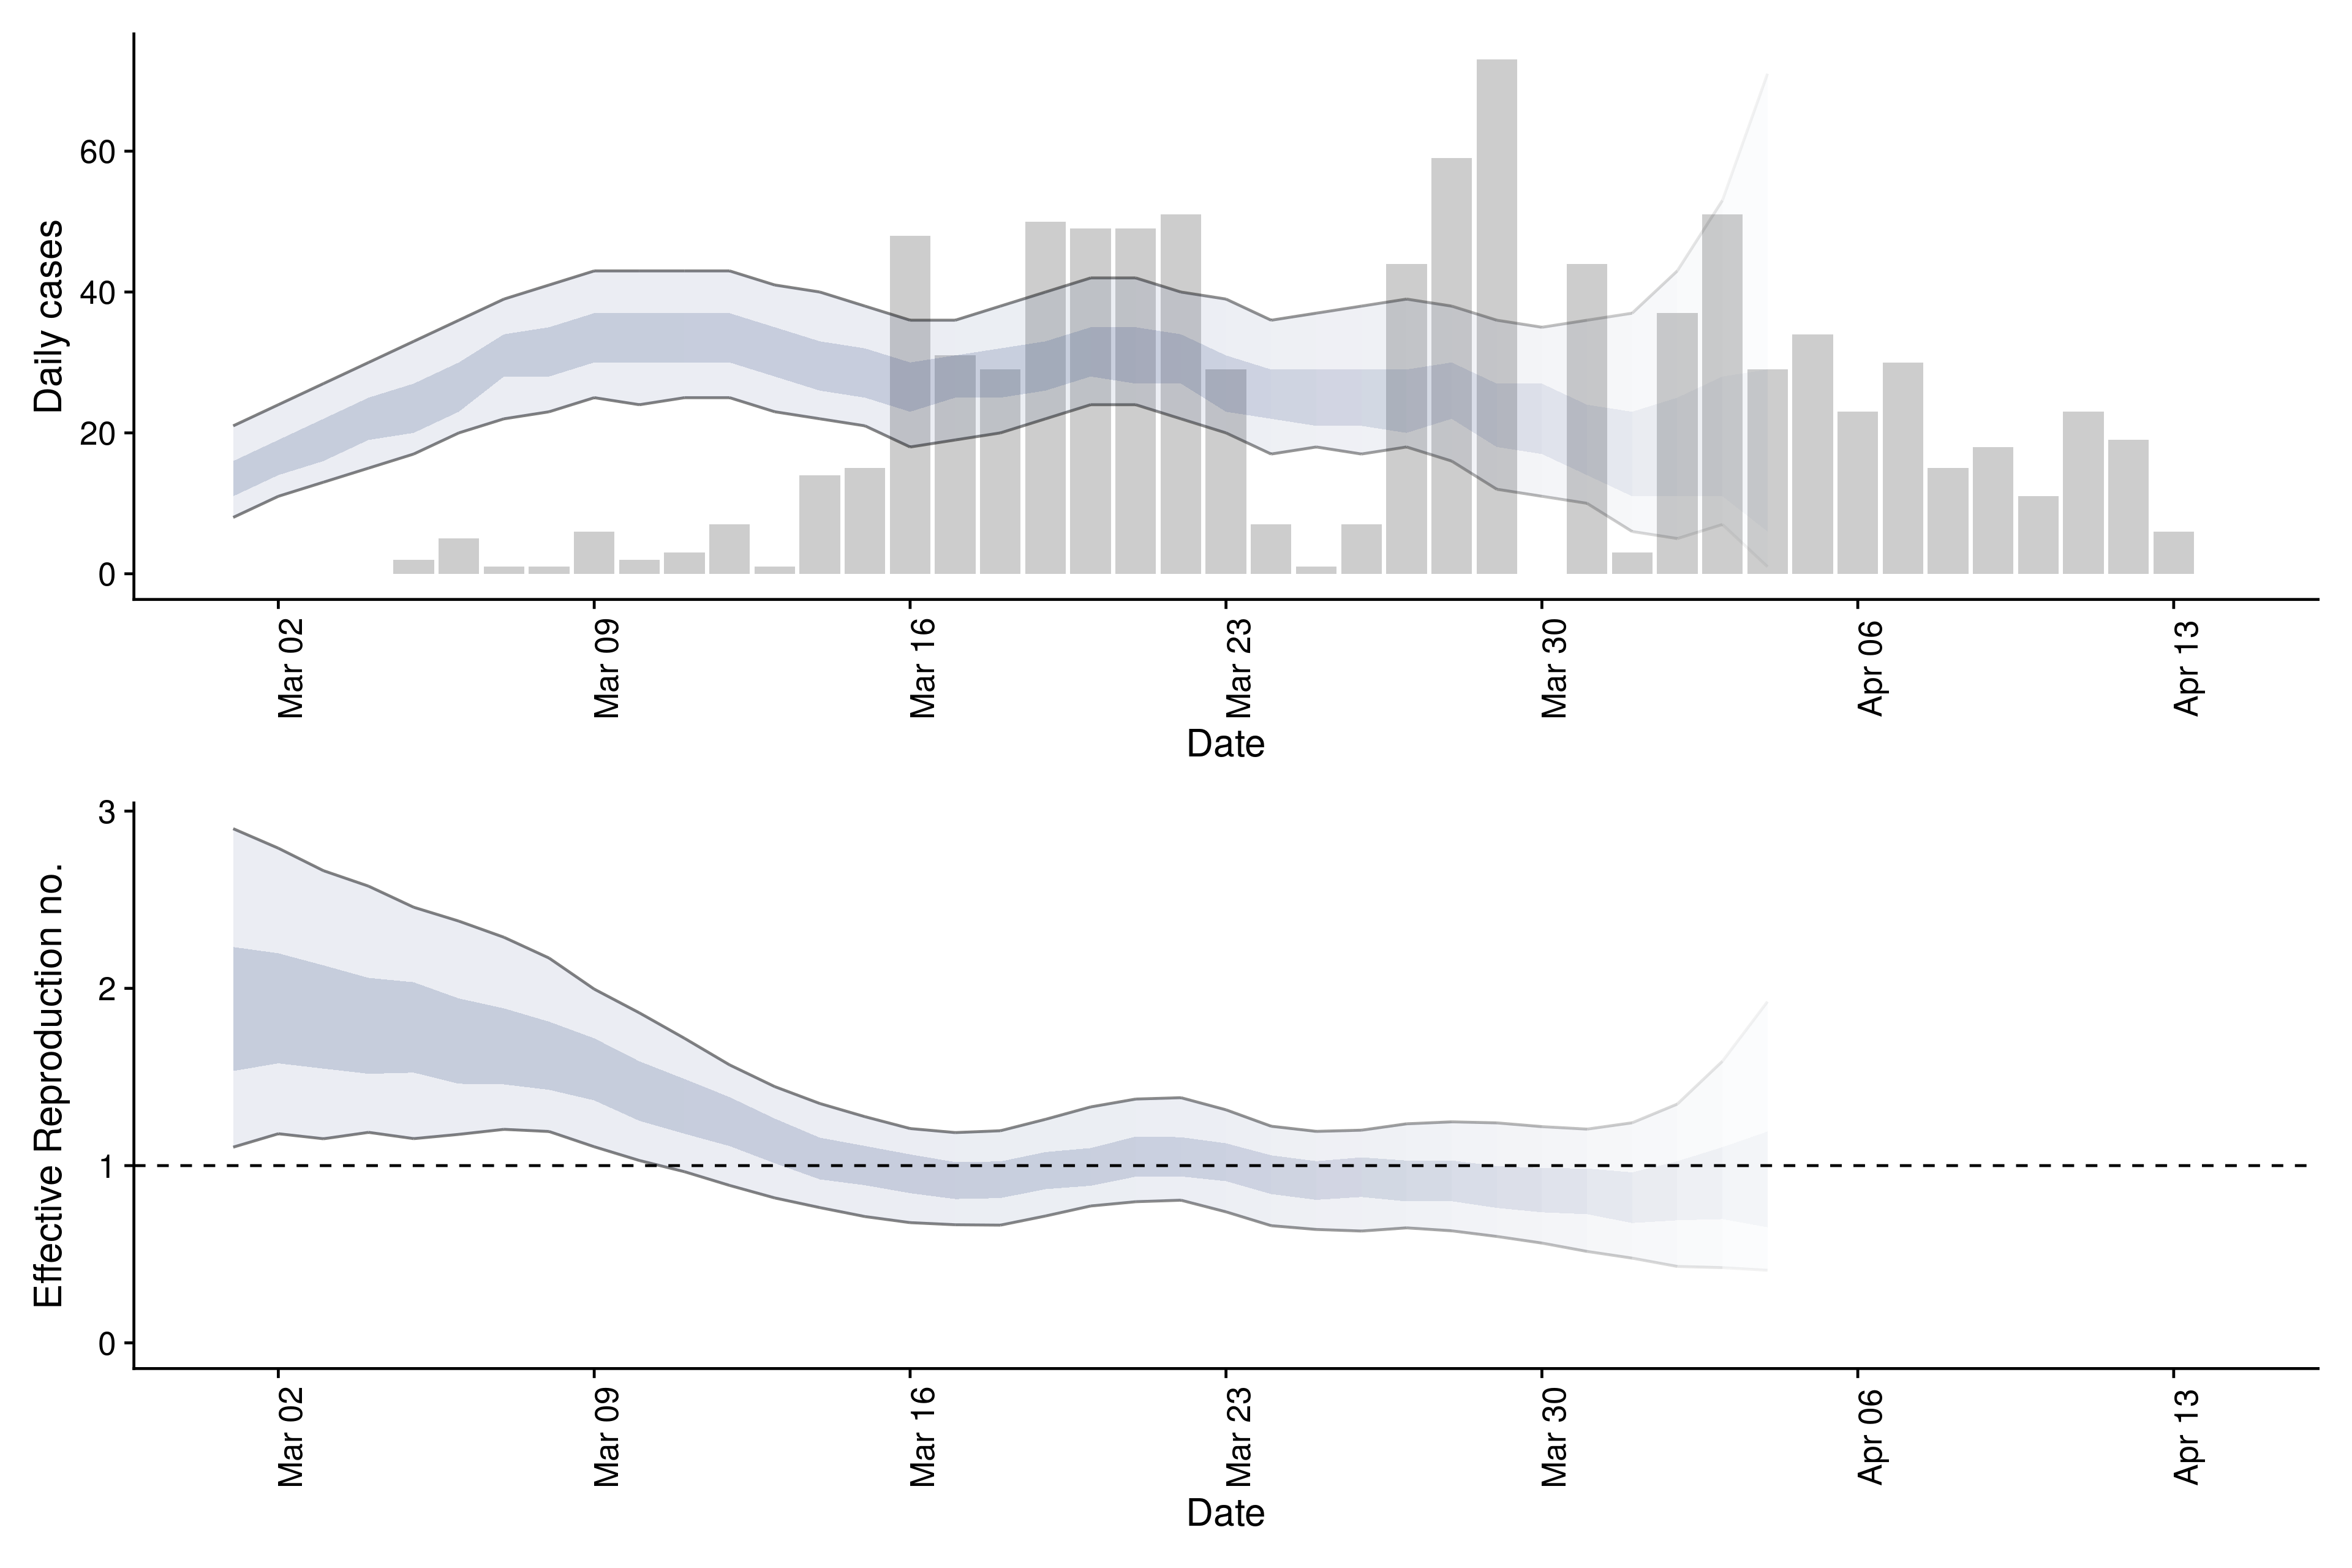 Daily cases
60
40
20
0
Mar 02
Mar 09
Mar 16
Mar 23
Mar 30
Apr 06
Apr 13
Date
Effective Reproduction no.
3
2
1
0
Mar 02
Mar 09
Mar 16
Mar 23
Mar 30
Apr 06
Apr 13
Date